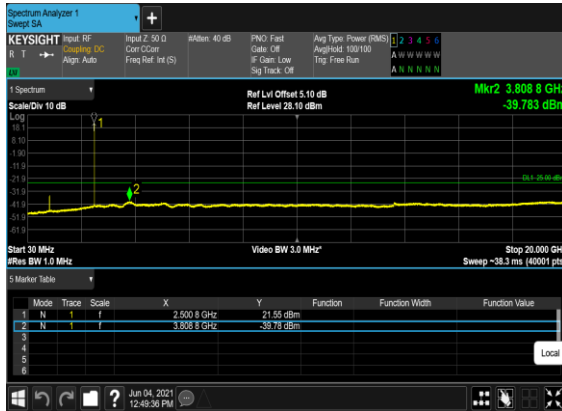 Spectrum Analyzer 1
Swept SA
+
KEYSIGHT Input: RF Input Z: 50 Ω #Atten: 40 dB PNO: Fast Avg Type: Power (RMS) 1 2 3 4 5 6
R T Coupling: DC Corr CCorr Gate: Off Avg|Hold: 100/100 A W W W W W
Align: Auto Freq Ref: Int (S) IF Gain: Low Trig: Free Run
Sig Track: Off A N N N N N
1 Spectrum Ref Lvl Offset 5.10 dB Mkr2 3.808 8 GHz
Scale/Div 10 dB Ref Level 28.10 dBm -39.783 dBm
Log
18.1
1
8.10
-1.90
-11.9
-21.9
DL1 -25.00 dBm
-31.9
2
-41.9
-51.9
-61.9
Start 30 MHz Video BW 3.0 MHz* Stop 20.000 GHz
#Res BW 1.0 MHz Sweep ~38.3 ms (40001 pts)
5 Marker Table
Mode Trace Scale X Y Function Function Width Function Value
1 N 1 f 2.500 8 GHz 21.55 dBm
2 N 1 f 3.808 8 GHz -39.78 dBm
3
4
5
6
Local
? Jun 04, 2021
12:49:36 PM